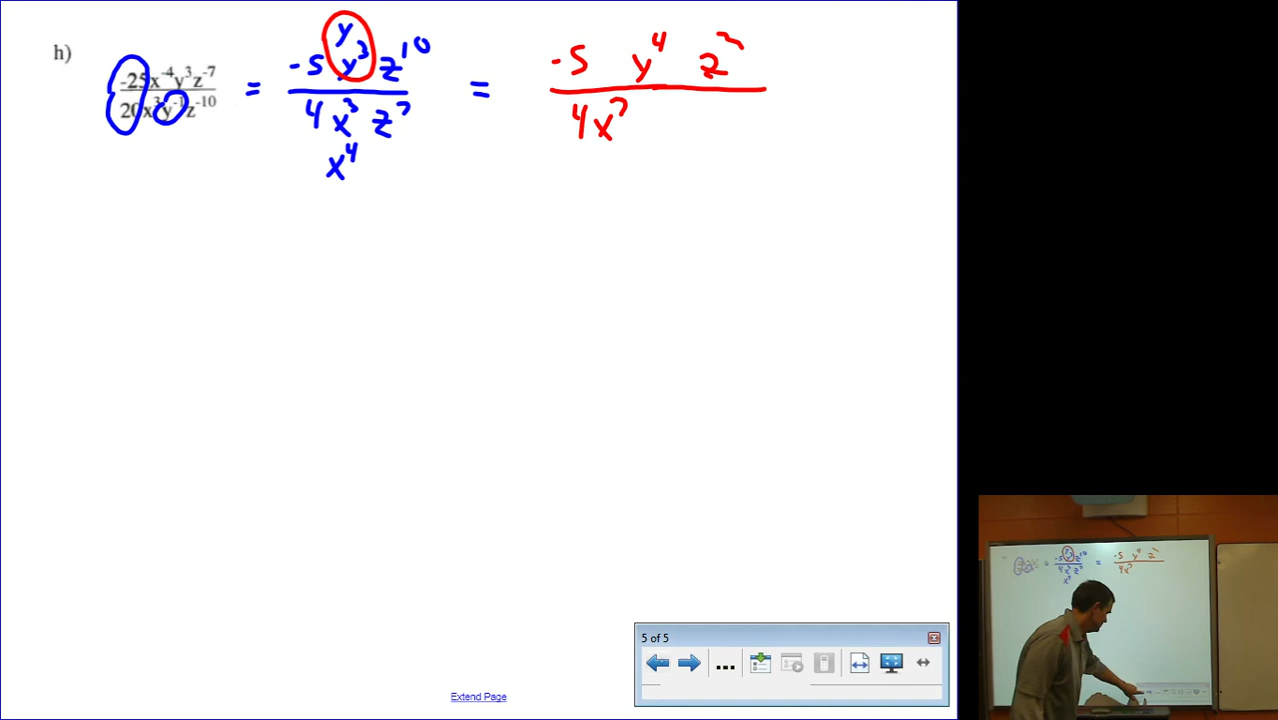 h) -25x^-4y^3z^-7 / 20x^3y^-1z^-10 = -5 y y^3 z^10 / 4 x^3 z^7 x^4 = -5 y^4 z^3 / 4x^7
5 of 5
...
Extend Page